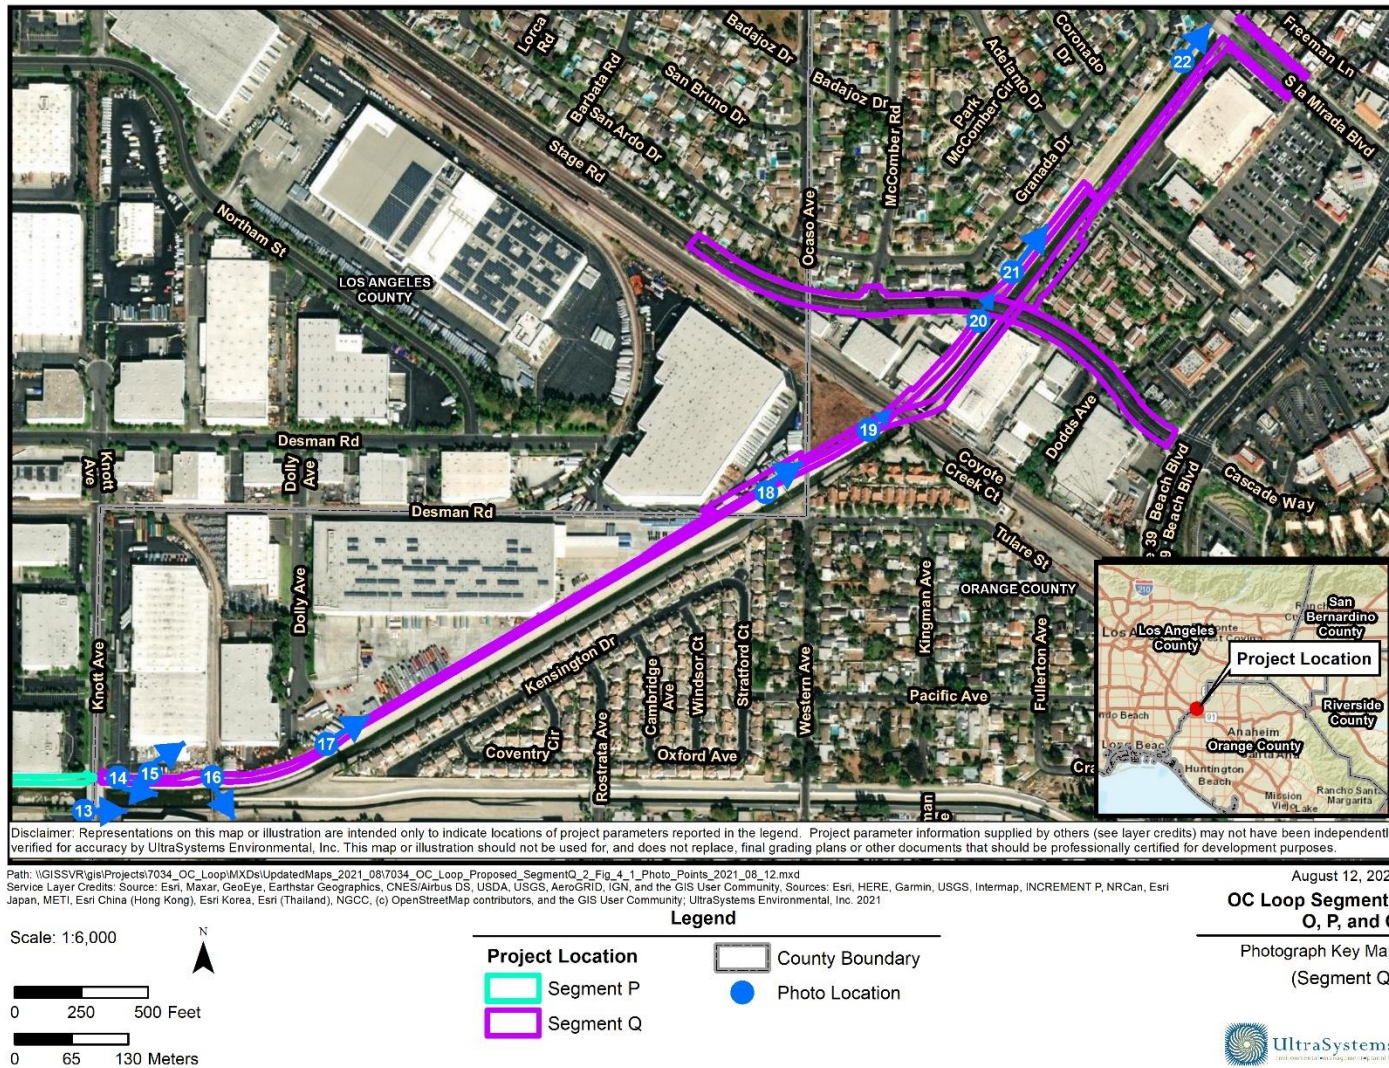 Lorca
Rd
Badajoz Dr
Coronado
Dr
Freeman Ln
22
Barbata Rd
San Bruno Dr
Badajoz Dr
Adelanto Dr
Park
McComber Cir
S la Mirada Blvd
San Ardo Dr
Stage Rd
McComber Rd
Granada Dr
Ocaso Ave
Northam St
LOS ANGELES
COUNTY
21
20
Desman Rd
19
Dodds Ave
Knott
Ave
Dolly
Ave
Coyote
Creek Ct
Beach Blvd
Cascade Way
18
39 Beach Blvd
Desman Rd
Tulare St
ORANGE COUNTY
Dolly Ave
Kingman Ave
Fullerton Ave
Knott Ave
Kensington Dr
Cambridge
Ave
Windsor Ct
Stratford Ct
Western Ave
Pacific Ave
17
Coventry
Cir
Rostrata Ave
Oxford Ave
14
15
16
13
210
San
Bernardino
County
Los Angeles
County
Project Location
91
Riverside
County
Anaheim
Orange County
Huntington
Beach
Mission
Viejo
Lake
Rancho Santa
Margarita
Disclaimer: Representations on this map or illustration are intended only to indicate locations of project parameters reported in the legend. Project parameter information supplied by others (see layer credits) may not have been independentl
verified for accuracy by UltraSystems Environmental, Inc. This map or illustration should not be used for, and does not replace, final grading plans or other documents that should be professionally certified for development purposes.
Path: \\GISSVR\gis\Projects\7034_OC_Loop\MXDs\UpdatedMaps_2021_08\7034_OC_Loop_Proposed_SegmentQ_2_Fig_4_1_Photo_Points_2021_08_12.mxd
Service Layer Credits: Source: Esri, Maxar, GeoEye, Earthstar Geographics, CNES/Airbus DS, USDA, USGS, AeroGRID, IGN, and the GIS User Community, Sources: Esri, HERE, Garmin, USGS, Intermap, INCREMENT P, NRCan, Esri
Japan, METI, Esri China (Hong Kong), Esri Korea, Esri (Thailand), NGCC, (c) OpenStreetMap contributors, and the GIS User Community; UltraSystems Environmental, Inc. 2021
August 12, 202
OC Loop Segment
O, P, and
Photograph Key Ma
(Segment Q
Scale: 1:6,000
N
0 250 500 Feet
0 65 130 Meters
Legend
Project Location
Segment P
Segment Q
County Boundary
Photo Location
UltraSystems